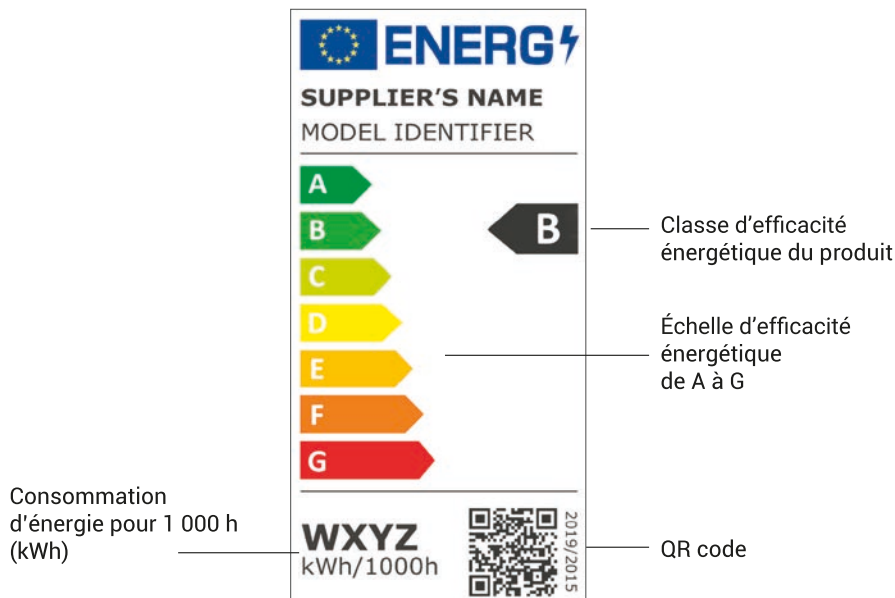 ENERG
SUPPLIER'S NAME
MODEL IDENTIFIER
A
B
B
Classe d'efficacité
énergétique du produit
C
D
Échelle d'efficacité
énergétique
de A à G
E
F
G
Consommation
d'énergie pour 1 000 h
(kWh)
WXYZ
kWh/1000h
2019/2015
QR code